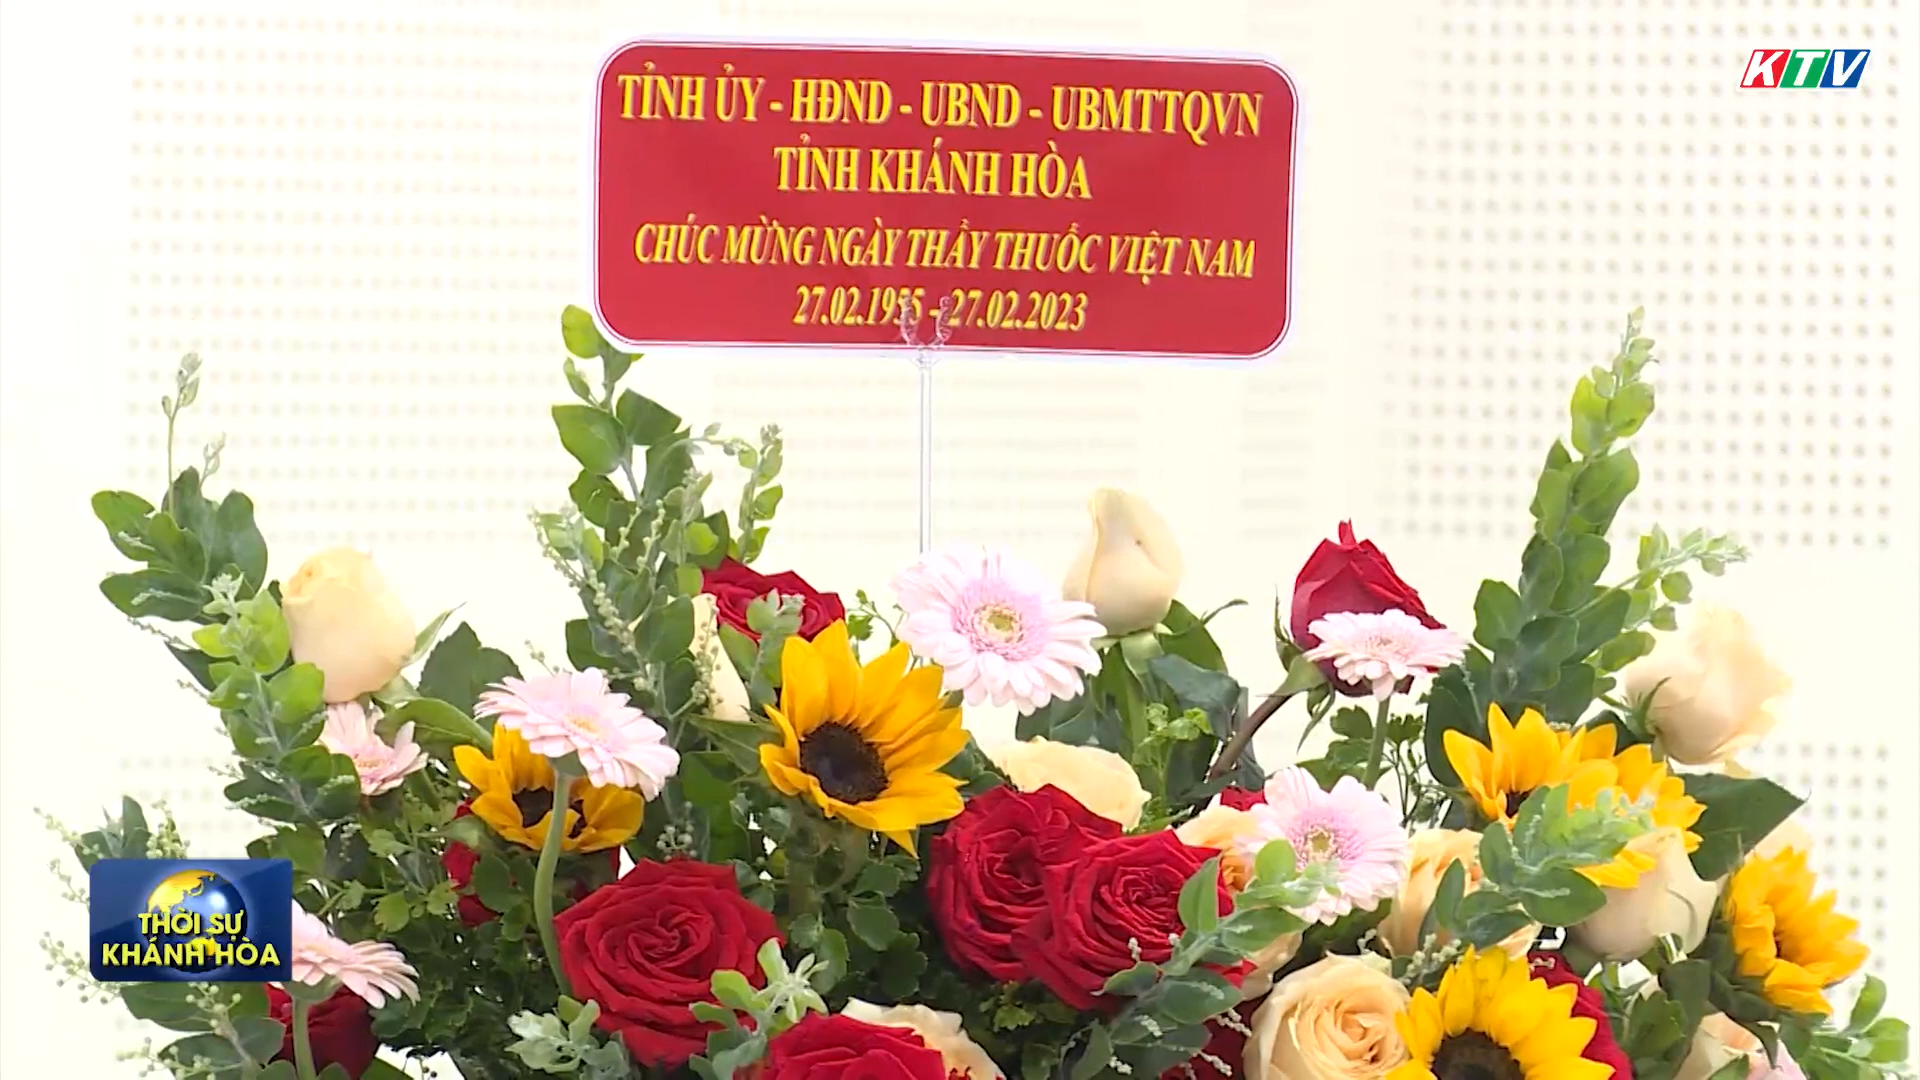 TỈNH ỦY - HĐND - UBND - UBMTTQVN
TỈNH KHÁNH HÒA
CHÚC MỪNG NGÀY THẦY THUỐC VIỆT NAM
27.02.1955 - 27.02.2023
KTV
THỜI SỰ
KHÁNH HÒA